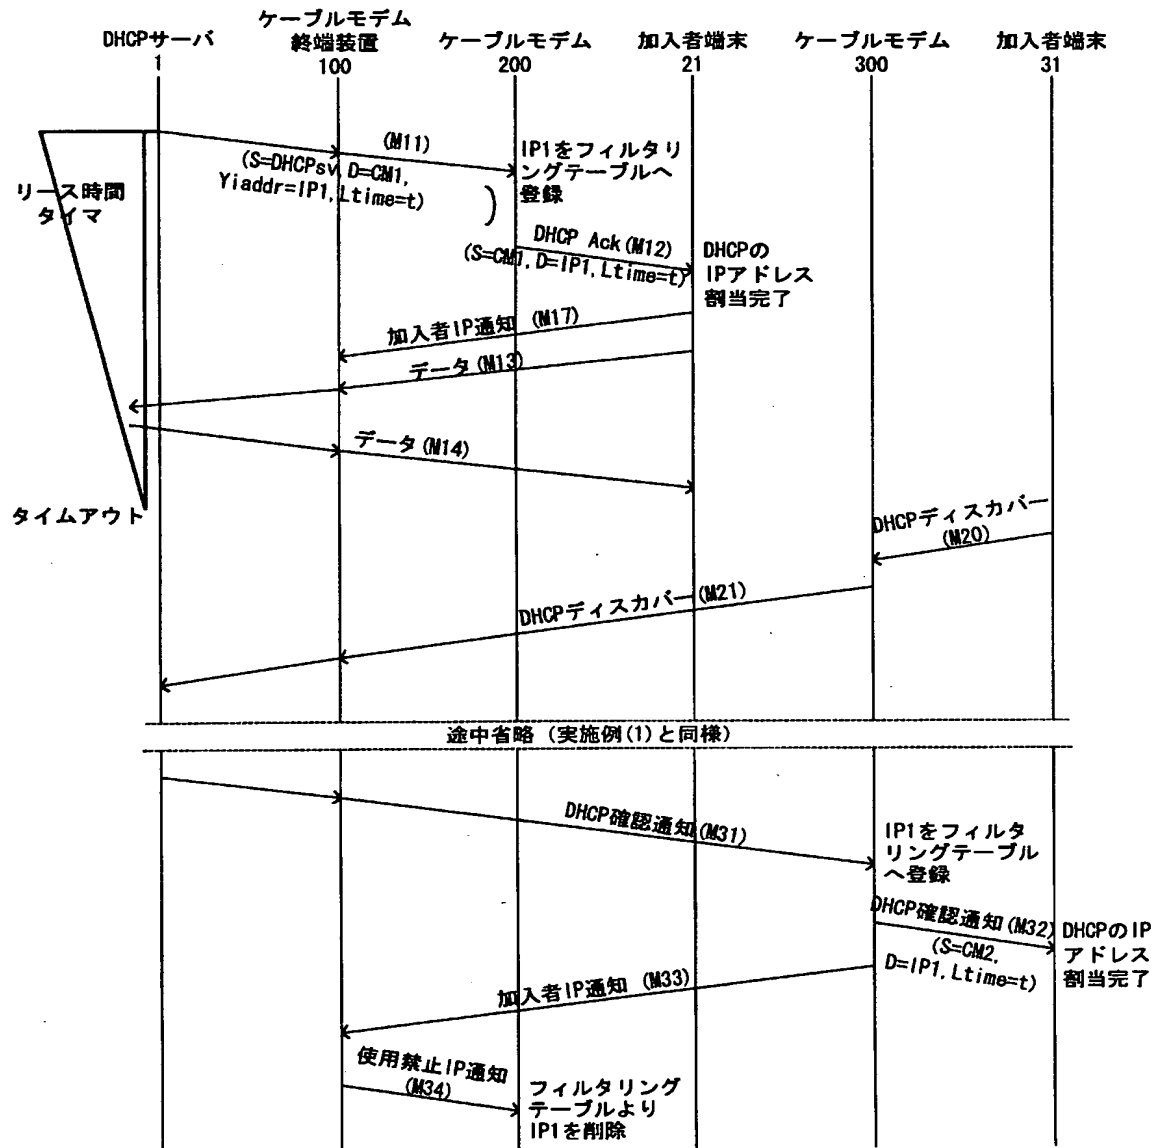 ケーブルモデム
DHCPサーバ
終端装置
ケーブルモデム
加入者端末
ケーブルモデム
加入者端末
1
100
200
21
300
31
(M11)
(S=DHCPsv, D=CM1,
Yiaddr=IP1, Ltime=t)
IP1をフィルタリ
ングテーブルへ
登録
リース時間
タイマ
DHCP Ack(M12)
(S=CM1, D=IP1, Ltime=t)
DHCPの
IPアドレス
割当完了
加入者IP通知 (M17)
データ(M13)
データ(M14)
タイムアウト
DHCPディスカバー
(M20)
DHCPディスカバー(M21)
途中省略 (実施例(1)と同様)
DHCP確認通知(M31)
IP1をフィルタ
リングテーブル
へ登録
DHCP確認通知(M32)
(S=CM2,
D=IP1, Ltime=t)
DHCPのIP
アドレス
割当完了
加入者IP通知 (M33)
使用禁止IP通知
(M34)
フィルタリング
テーブルより
IP1を削除